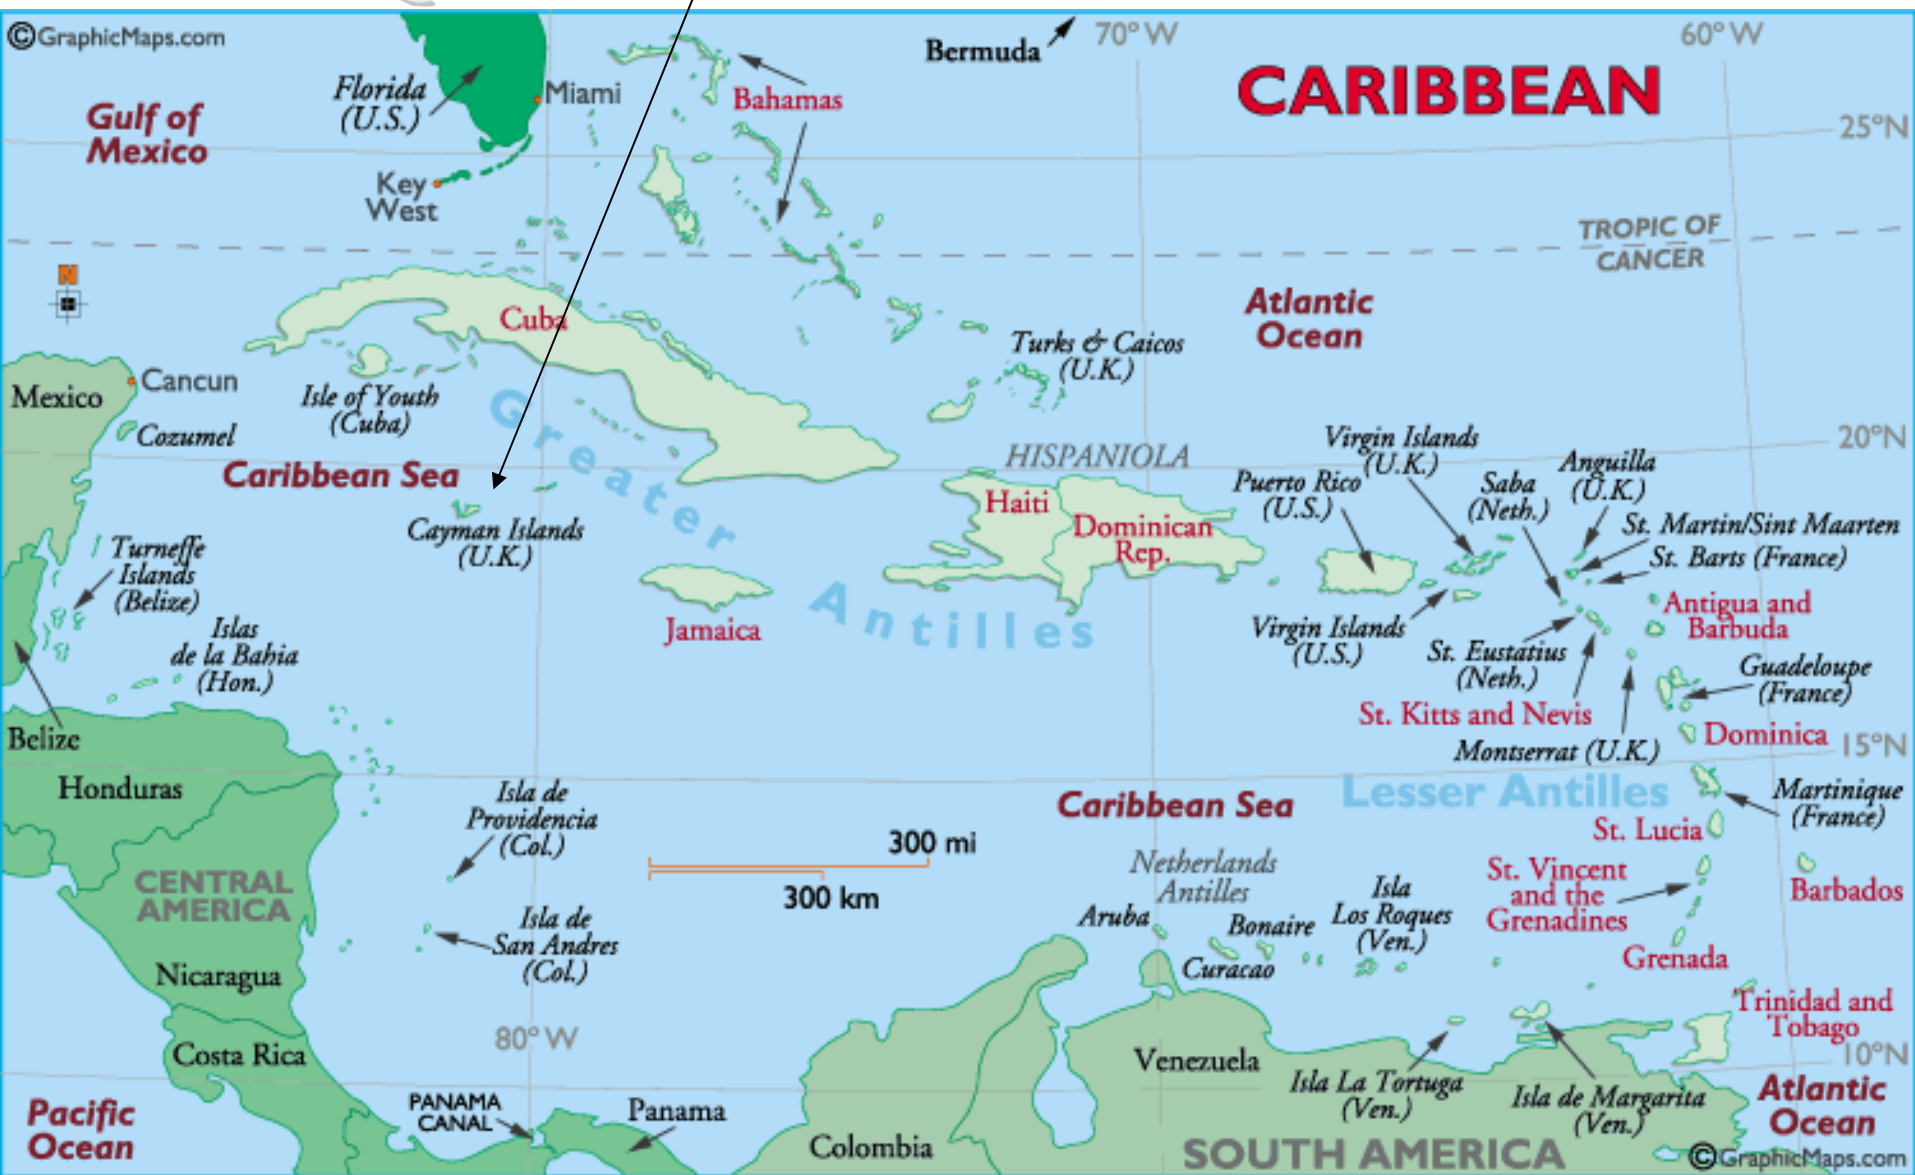 ©GraphicMaps.com
Bermuda
70°W
60°W
CARIBBEAN
Florida
(U.S.)
Miami
Bahamas
Gulf of
Mexico
25°N
Key
West
TROPIC OF
CANCER
N
Cuba
Atlantic
Ocean
Turks & Caicos
(U.K.)
Mexico
Cancun
Isle of Youth
(Cuba)
Cozumel
Greater
20°N
Caribbean Sea
HISPANIOLA
Virgin Islands
(U.K.)
Anguilla
(U.K.)
Puerto Rico
(U.S.)
Saba
(Neth.)
Haiti
Dominican
Rep.
St. Martin/Sint Maarten
St. Barts (France)
Cayman Islands
(U.K.)
Turneffe
Islands
(Belize)
Antilles
Jamaica
Virgin Islands
(U.S.)
Antigua and
Barbuda
Islas
de la Bahia
(Hon.)
St. Eustatius
(Neth.)
Guadeloupe
(France)
St. Kitts and Nevis
Belize
Montserrat (U.K.)
Dominica
15°N
Honduras
Isla de
Providencia
(Col.)
Caribbean Sea
Lesser Antilles
Martinique
(France)
St. Lucia
300 mi
300 km
Netherlands
Antilles
St. Vincent
and the
Grenadines
Barbados
CENTRAL
AMERICA
Isla de
San Andres
(Col.)
Aruba
Bonaire
Curacao
Isla
Los Roques
(Ven.)
Grenada
Nicaragua
Trinidad and
Tobago
80°W
Costa Rica
Venezuela
10°N
Isla La Tortuga
(Ven.)
Isla de Margarita
(Ven.)
Pacific
Ocean
PANAMA
CANAL
Panama
Colombia
SOUTH AMERICA
Atlantic
Ocean
©GraphicMaps.com